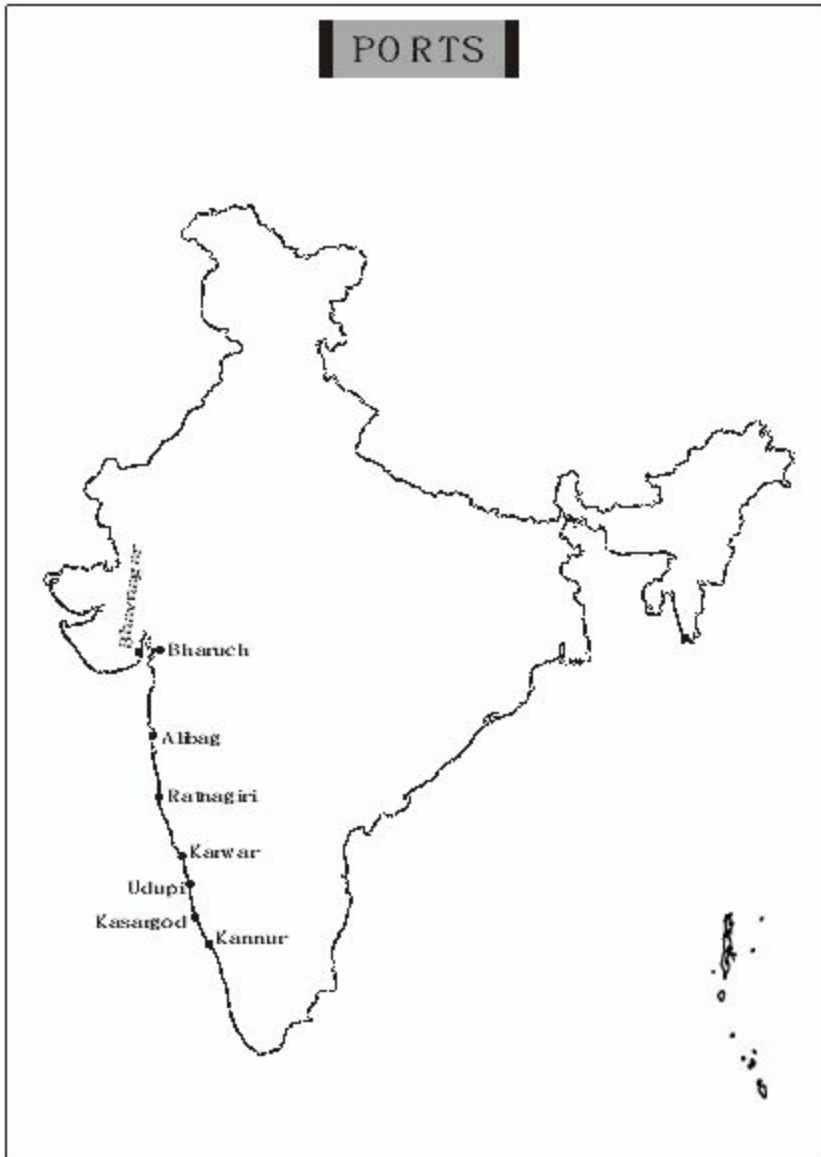 PORTS
Bhavnagar
Bharuch
Alibag
Ratnagiri
Karwar
Udupi
Kasargod
Kannur